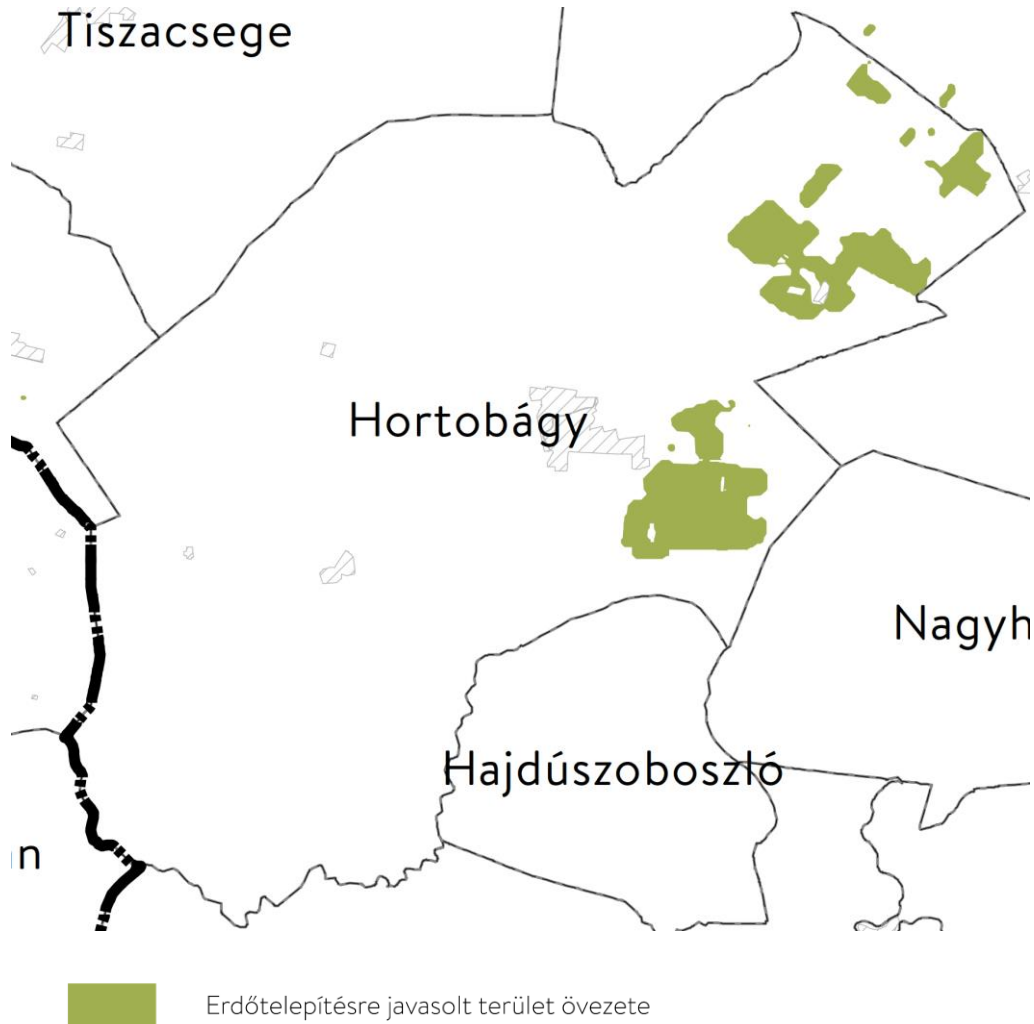 Tiszacsege
Hortobágy
Nagyh
Hajdúszoboszló
n
Erdőtelepítésre javasolt terület övezete